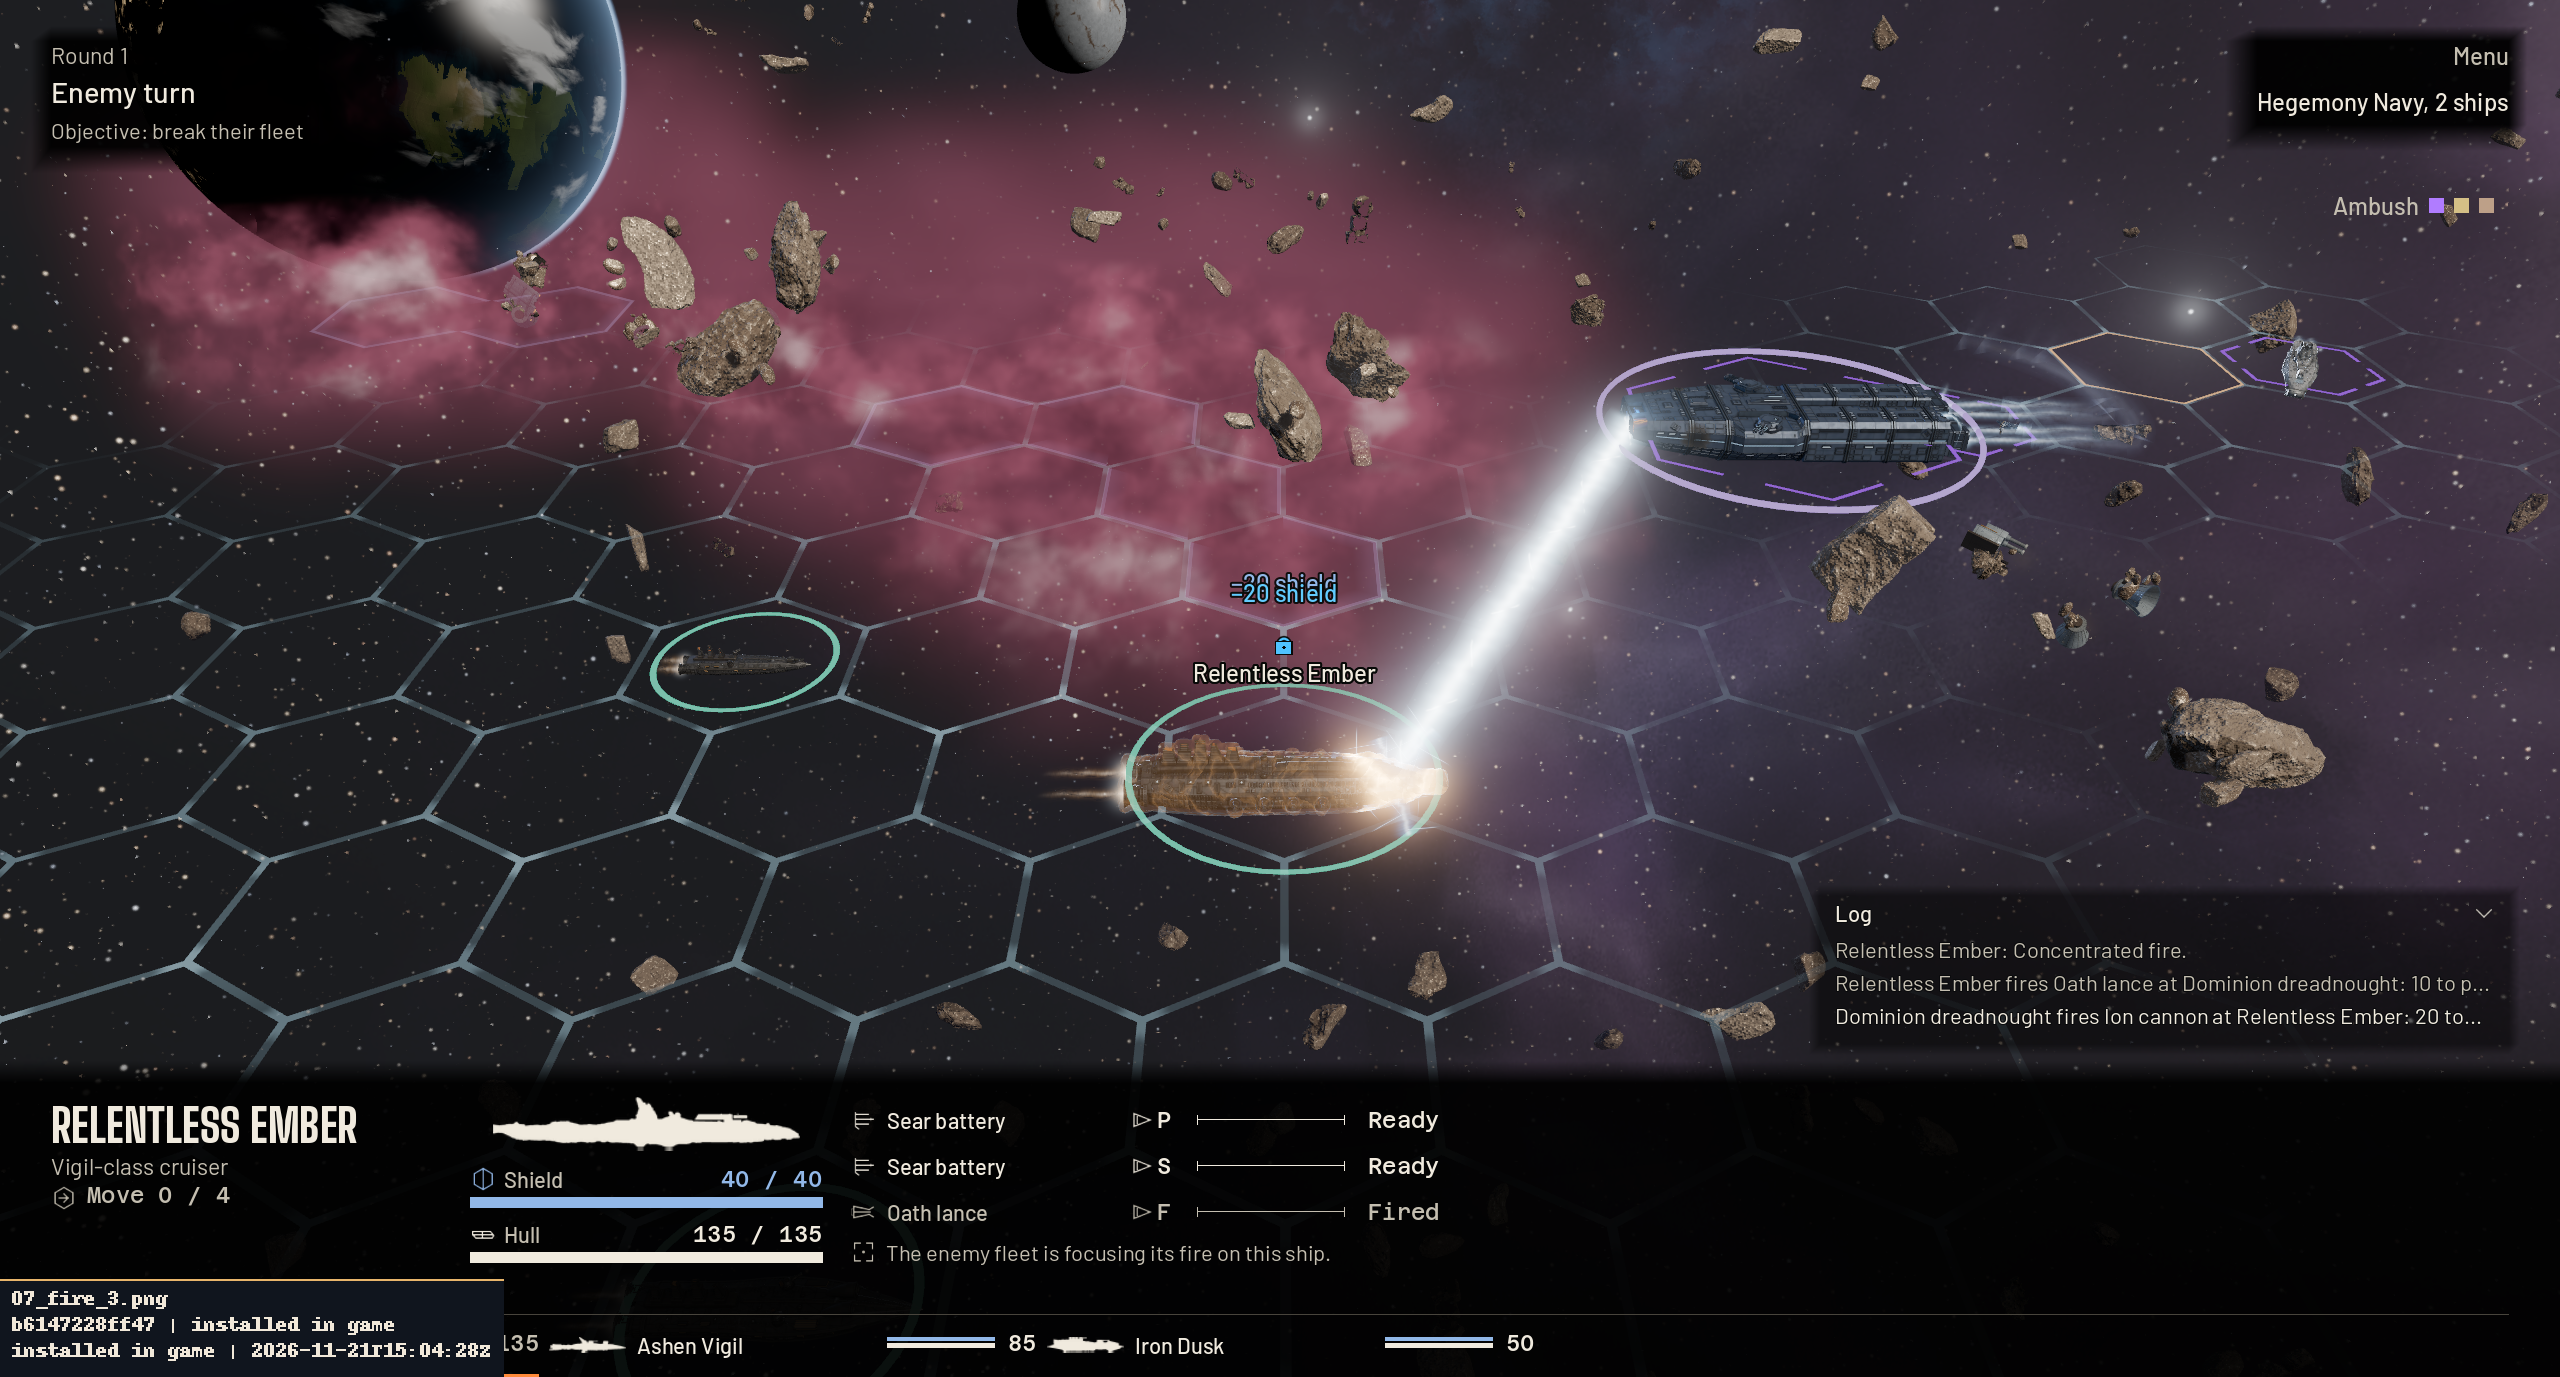 Round 1
Enemy turn
Objective: break their fleet
Menu
Hegemony Navy, 2 ships
Ambush
−20 shield
−20 shield
Relentless Ember
Log
Relentless Ember: Concentrated fire.
Relentless Ember fires Oath lance at Dominion dreadnought: 10 to p...
Dominion dreadnought fires Ion cannon at Relentless Ember: 20 to...
RELENTLESS EMBER
Vigil-class cruiser
Move 0 / 4
Shield 40 / 40
Hull 135 / 135
Sear battery P Ready
Sear battery S Ready
Oath lance F Fired
The enemy fleet is focusing its fire on this ship.
07_fire_3.png
b6147228ff47 | installed in game
installed in game | 2026-11-21T15:04:28Z
135 Ashen Vigil 85 Iron Dusk 50